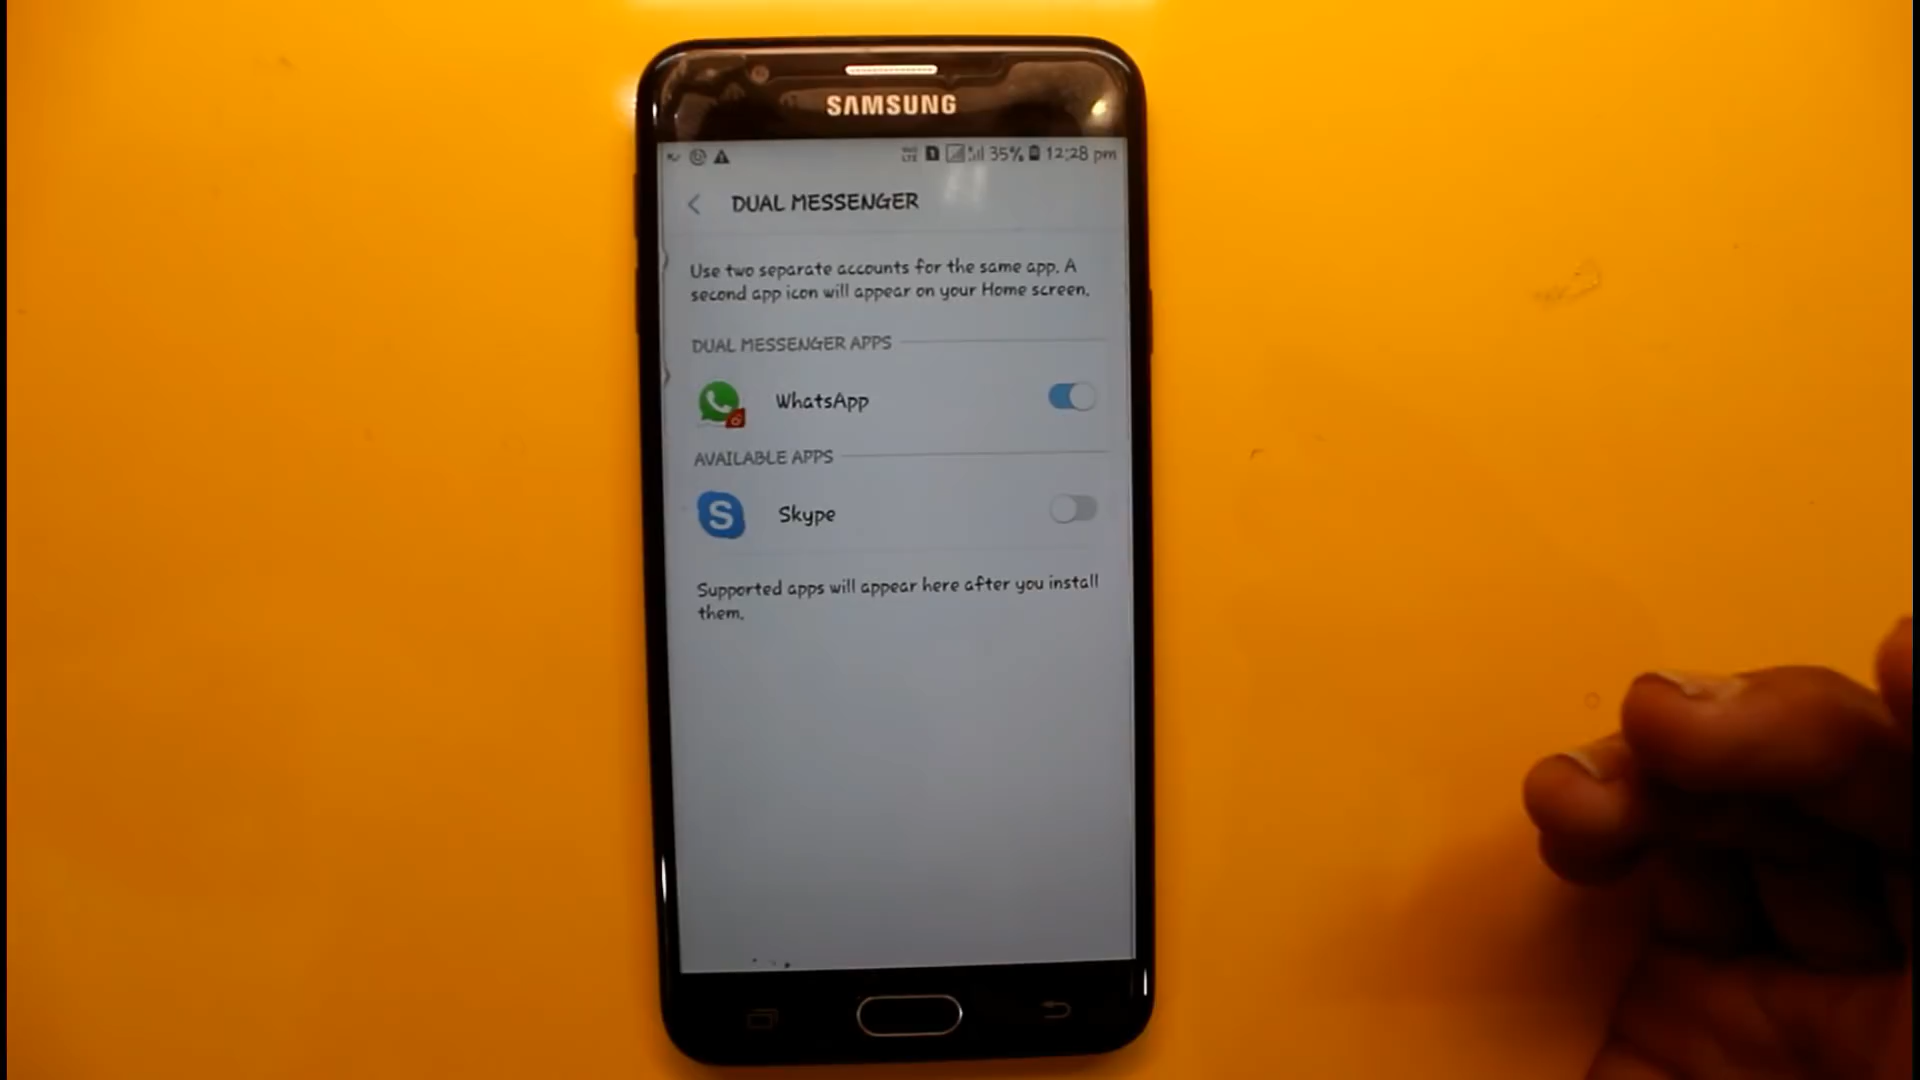 SAMSUNG
35% 12:28 pm
DUAL MESSENGER
Use two separate accounts for the same app. A
second app icon will appear on your Home screen.
DUAL MESSENGER APPS
WhatsApp
AVAILABLE APPS
S Skype
Supported apps will appear here after you install
them.